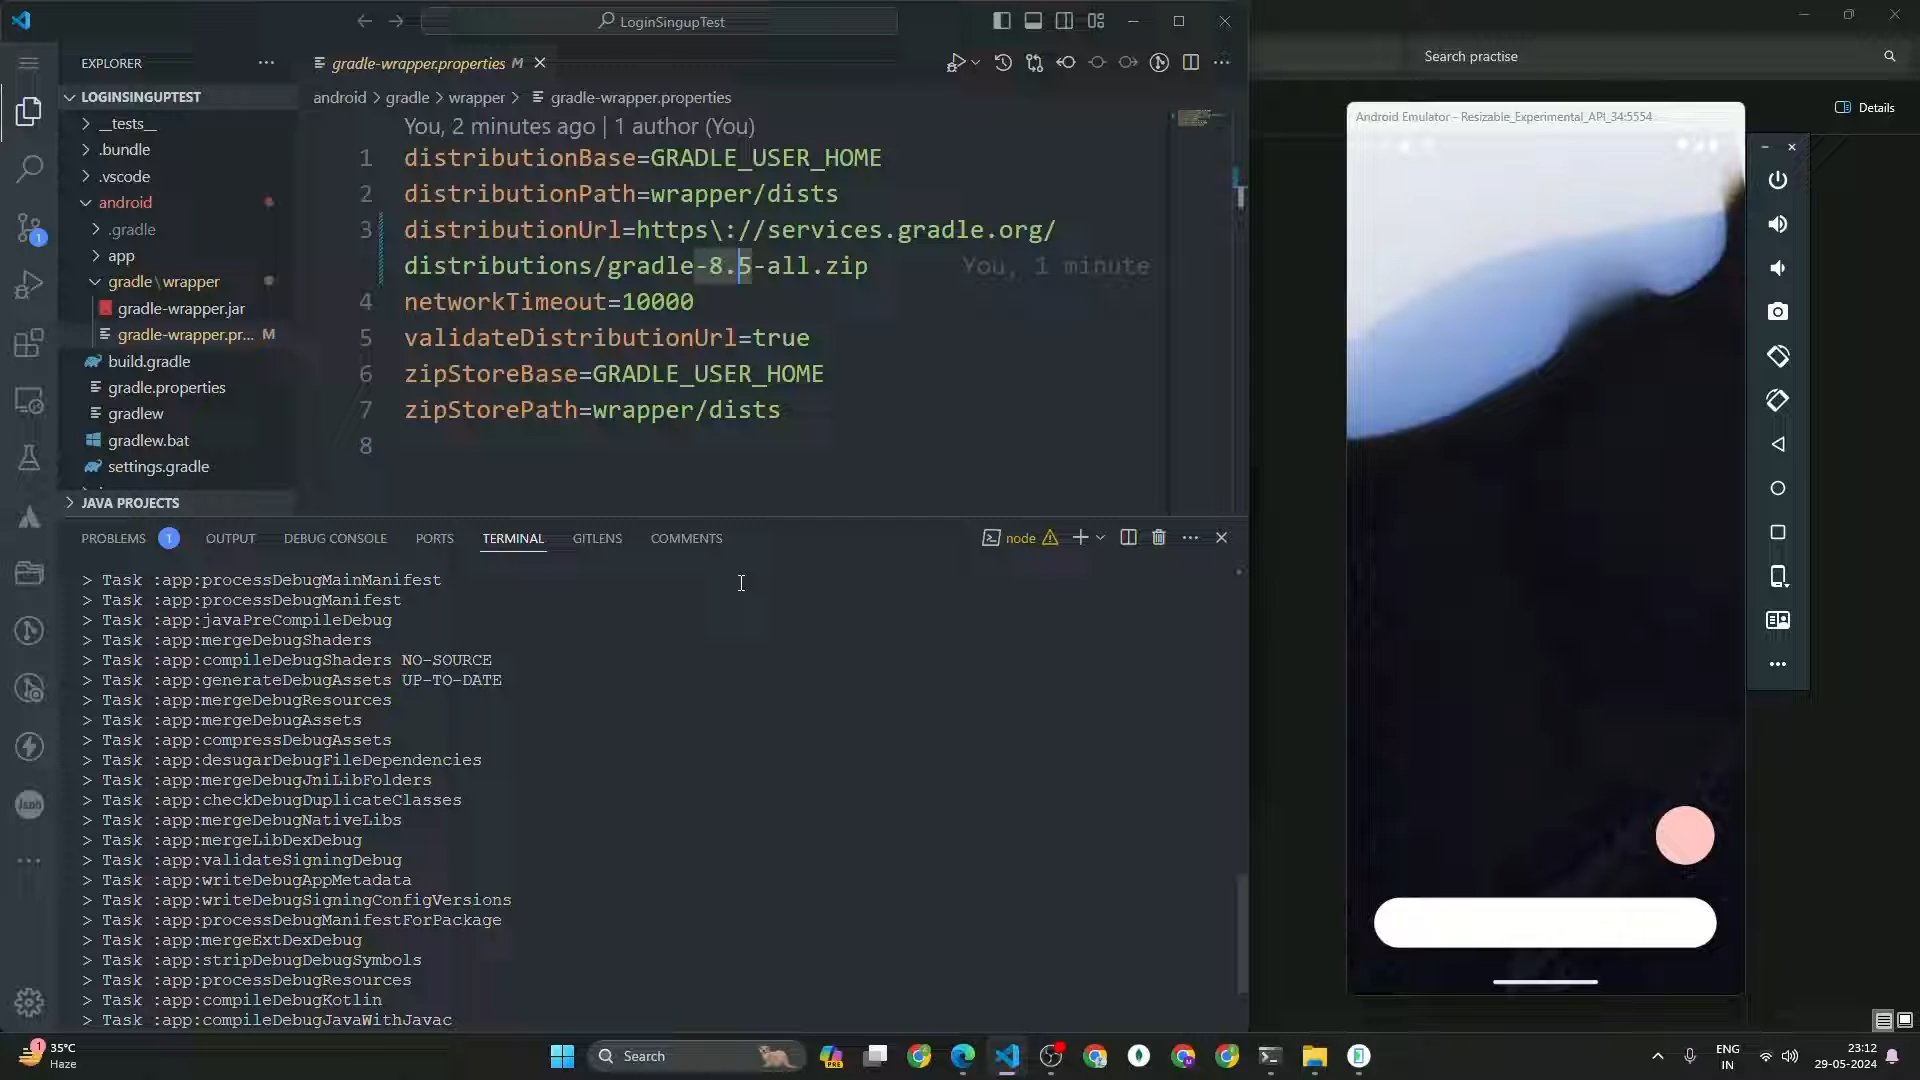 LoginSingupTest
EXPLORER
LOGINSINGUPTEST
__tests__
.bundle
.vscode
android
.gradle
app
gradle\wrapper
gradle-wrapper.jar
gradle-wrapper.pr... M
build.gradle
gradle.properties
gradlew
gradlew.bat
settings.gradle
JAVA PROJECTS
gradle-wrapper.properties M
android > gradle > wrapper > gradle-wrapper.properties
You, 2 minutes ago | 1 author (You)
1 distributionBase=GRADLE_USER_HOME
2 distributionPath=wrapper/dists
3 distributionUrl=https\://services.gradle.org/
distributions/gradle-8.5-all.zip You, 1 minute
4 networkTimeout=10000
5 validateDistributionUrl=true
6 zipStoreBase=GRADLE_USER_HOME
7 zipStorePath=wrapper/dists
8
PROBLEMS 1 OUTPUT DEBUG CONSOLE PORTS TERMINAL GITLENS COMMENTS
node
> Task :app:processDebugMainManifest
> Task :app:processDebugManifest
> Task :app:javaPreCompileDebug
> Task :app:mergeDebugShaders
> Task :app:compileDebugShaders NO-SOURCE
> Task :app:generateDebugAssets UP-TO-DATE
> Task :app:mergeDebugResources
> Task :app:mergeDebugAssets
> Task :app:compressDebugAssets
> Task :app:desugarDebugFileDependencies
> Task :app:mergeDebugJniLibFolders
> Task :app:checkDebugDuplicateClasses
> Task :app:mergeDebugNativeLibs
> Task :app:mergeLibDexDebug
> Task :app:validateSigningDebug
> Task :app:writeDebugAppMetadata
> Task :app:writeDebugSigningConfigVersions
> Task :app:processDebugManifestForPackage
> Task :app:mergeExtDexDebug
> Task :app:stripDebugDebugSymbols
> Task :app:processDebugResources
> Task :app:compileDebugKotlin
> Task :app:compileDebugJavaWithJavac
Search practise
Details
Android Emulator - Resizable_Experimental_API_34:5554
1
35°C
Haze
Search
PRE
ENG
IN
23:12
29-05-2024